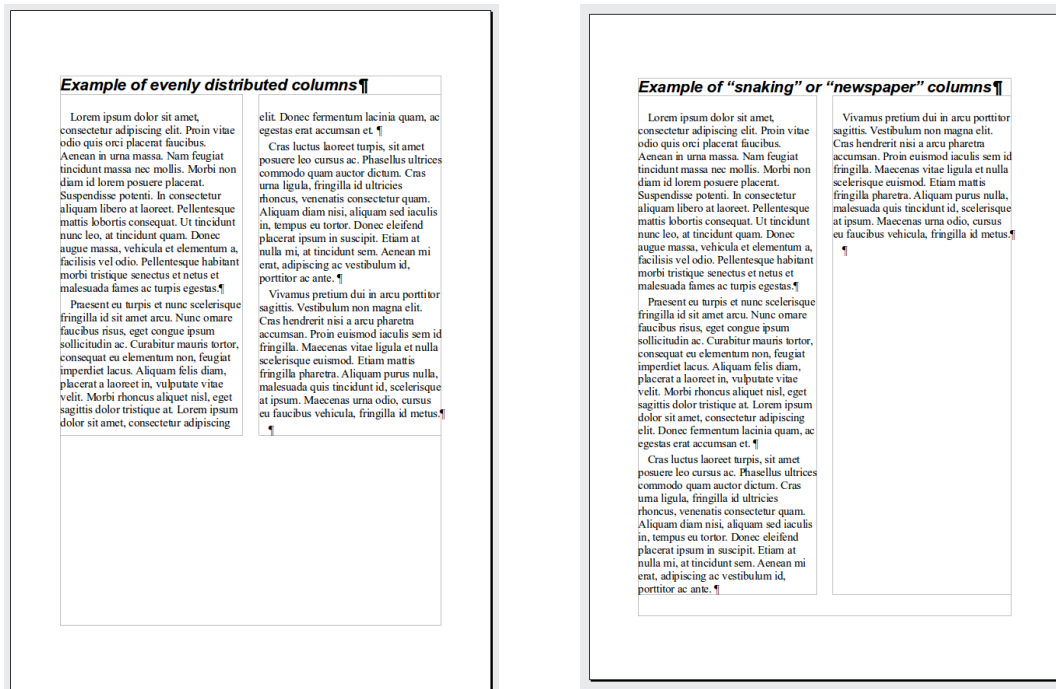 Example of evenly distributed columns¶
Lorem ipsum dolor sit amet,
consectetur adipiscing elit. Proin vitae
odio quis orci placerat faucibus.
Aenean in urna massa. Nam feugiat
tincidunt massa nec mollis. Morbi non
diam id lorem posuere placerat.
Suspendisse potenti. In consectetur
aliquam libero at laoreet. Pellentesque
mattis lobortis consequat. Ut tincidunt
nunc leo, at tincidunt quam. Donec
augue massa, vehicula et elementum a,
facilisis vel odio. Pellentesque habitant
morbi tristique senectus et netus et
malesuada fames ac turpis egestas.¶
Praesent eu turpis et nunc scelerisque
fringilla id sit amet arcu. Nunc ornare
faucibus risus, eget congue ipsum
sollicitudin ac. Curabitur mauris tortor,
consequat eu elementum non, feugiat
imperdiet lacus. Aliquam felis diam,
placerat a laoreet in, vulputate vitae
velit. Morbi rhoncus aliquet nisl, eget
sagittis dolor tristique at. Lorem ipsum
dolor sit amet, consectetur adipiscing
elit. Donec fermentum lacinia quam, ac
egestas erat accumsan et. ¶
Cras luctus laoreet turpis, sit amet
posuere leo cursus ac. Phasellus ultrices
commodo quam auctor dictum. Cras
urna ligula, fringilla id ultricies
rhoncus, venenatis consectetur quam.
Aliquam diam nisi, aliquam sed iaculis
in, tempus eu tortor. Donec eleifend
placerat ipsum in suscipit. Etiam at
nulla mi, at tincidunt sem. Aenean mi
erat, adipiscing ac vestibulum id,
porttitor ac ante. ¶
Vivamus pretium dui in arcu porttitor
sagittis. Vestibulum non magna elit.
Cras hendrerit nisi a arcu pharetra
accumsan. Proin euismod iaculis sem id
fringilla. Maecenas vitae ligula et nulla
scelerisque euismod. Etiam mattis
fringilla pharetra. Aliquam purus nulla,
malesuada quis tincidunt id, scelerisque
at ipsum. Maecenas urna odio, cursus
eu faucibus vehicula, fringilla id metus.¶
¶
Example of “snaking” or “newspaper” columns¶
Lorem ipsum dolor sit amet,
consectetur adipiscing elit. Proin vitae
odio quis orci placerat faucibus.
Aenean in urna massa. Nam feugiat
tincidunt massa nec mollis. Morbi non
diam id lorem posuere placerat.
Suspendisse potenti. In consectetur
aliquam libero at laoreet. Pellentesque
mattis lobortis consequat. Ut tincidunt
nunc leo, at tincidunt quam. Donec
augue massa, vehicula et elementum a,
facilisis vel odio. Pellentesque habitant
morbi tristique senectus et netus et
malesuada fames ac turpis egestas.¶
Praesent eu turpis et nunc scelerisque
fringilla id sit amet arcu. Nunc ornare
faucibus risus, eget congue ipsum
sollicitudin ac. Curabitur mauris tortor,
consequat eu elementum non, feugiat
imperdiet lacus. Aliquam felis diam,
placerat a laoreet in, vulputate vitae
velit. Morbi rhoncus aliquet nisl, eget
sagittis dolor tristique at. Lorem ipsum
dolor sit amet, consectetur adipiscing
elit. Donec fermentum lacinia quam, ac
egestas erat accumsan et. ¶
Cras luctus laoreet turpis, sit amet
posuere leo cursus ac. Phasellus ultrices
commodo quam auctor dictum. Cras
urna ligula, fringilla id ultricies
rhoncus, venenatis consectetur quam.
Aliquam diam nisi, aliquam sed iaculis
in, tempus eu tortor. Donec eleifend
placerat ipsum in suscipit. Etiam at
nulla mi, at tincidunt sem. Aenean mi
erat, adipiscing ac vestibulum id,
porttitor ac ante. ¶
Vivamus pretium dui in arcu porttitor
sagittis. Vestibulum non magna elit.
Cras hendrerit nisi a arcu pharetra
accumsan. Proin euismod iaculis sem id
fringilla. Maecenas vitae ligula et nulla
scelerisque euismod. Etiam mattis
fringilla pharetra. Aliquam purus nulla,
malesuada quis tincidunt id, scelerisque
at ipsum. Maecenas urna odio, cursus
eu faucibus vehicula, fringilla id metus.¶
¶